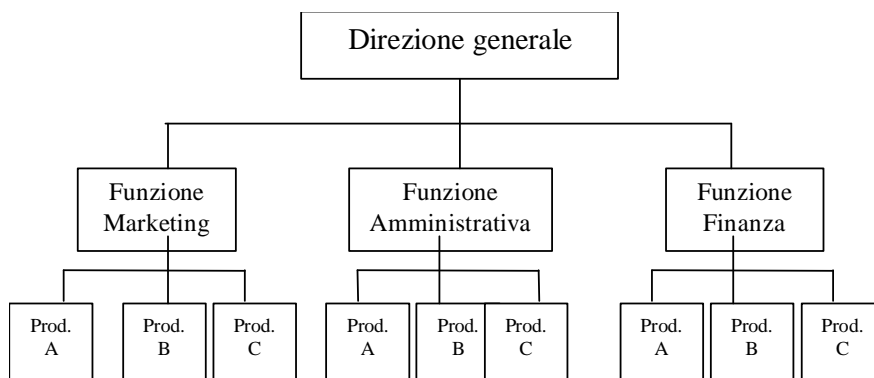 Direzione generale
Funzione
Marketing
Funzione
Amministrativa
Funzione
Finanza
Prod.
A
Prod.
B
Prod.
C
Prod.
A
Prod.
B
Prod.
C
Prod.
A
Prod.
B
Prod.
C